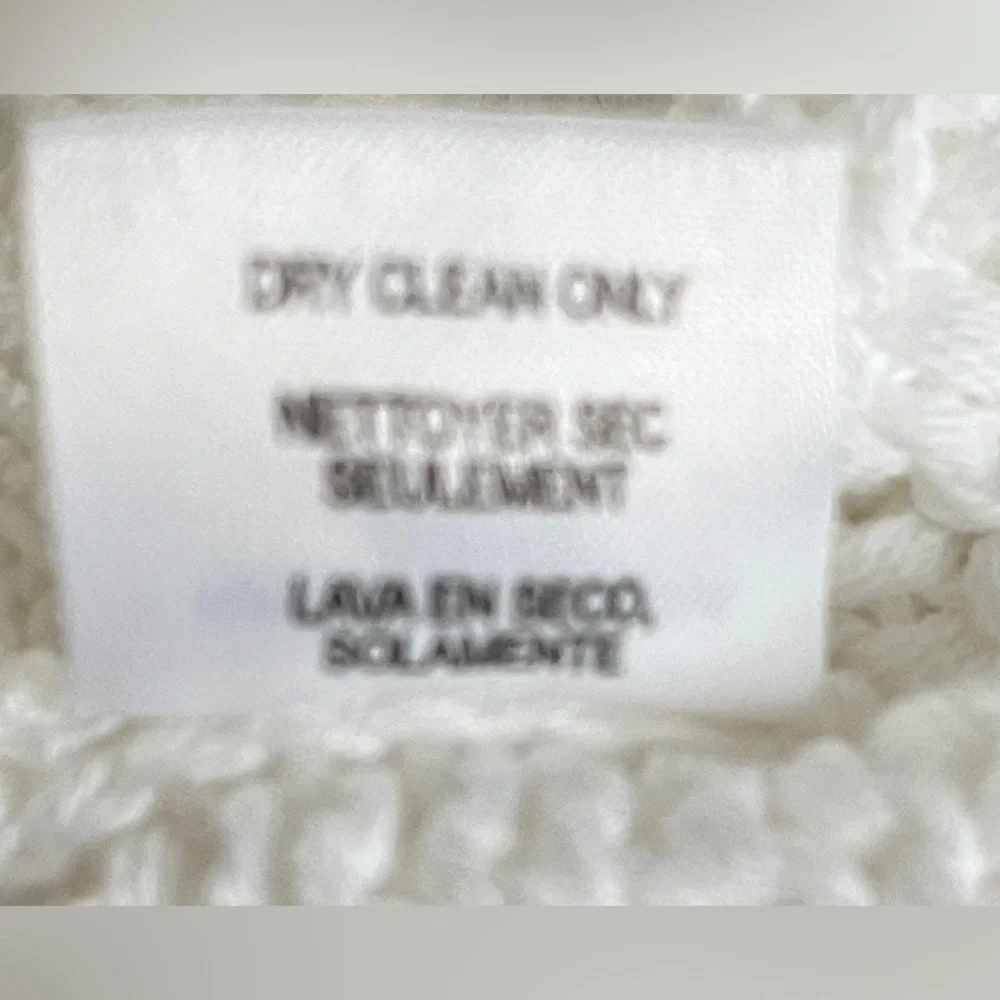 DRY CLEAN ONLY
NETTOYER SEC
SEULEMENT
LAVA EN SECO,
SOLAMENTE